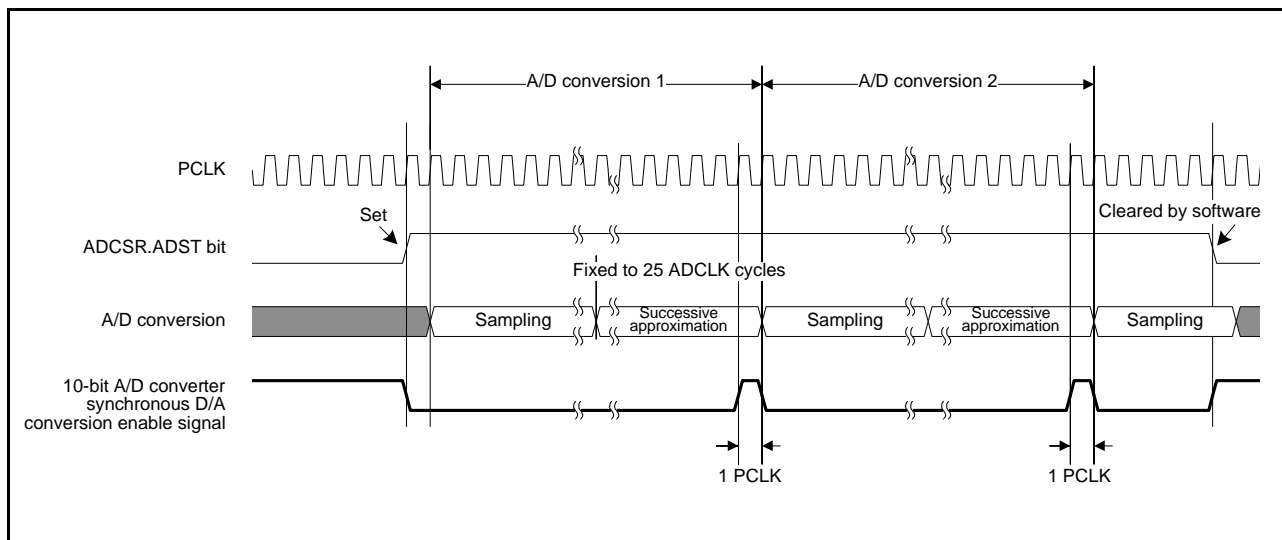 A/D conversion 1
A/D conversion 2
PCLK
Set
Cleared by software
ADCSR.ADST bit
Fixed to 25 ADCLK cycles
A/D conversion
Sampling
Successive
approximation
Sampling
Successive
approximation
Sampling
10-bit A/D converter
synchronous D/A
conversion enable signal
1 PCLK
1 PCLK